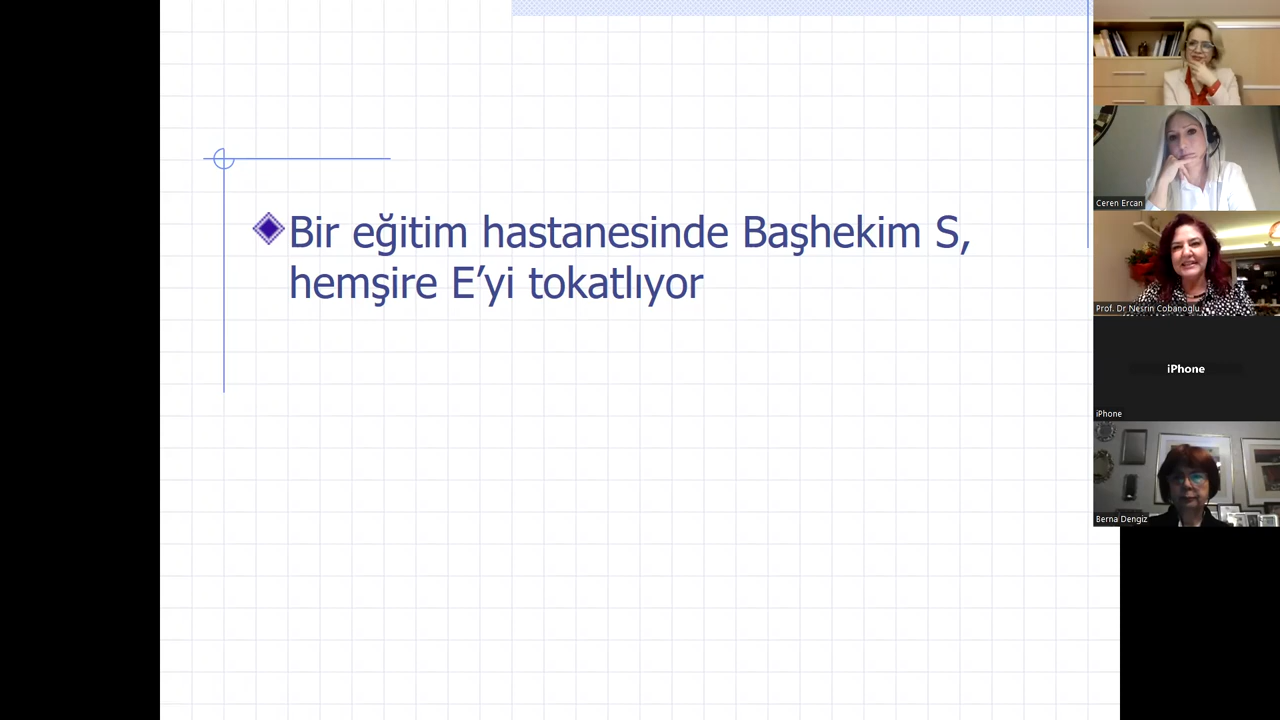 Bir eğitim hastanesinde Başhekim S,
hemşire E’yi tokatlıyor
Ceren Ercan
Prof. Dr Nesrin Cobanoglu
iPhone
iPhone
Berna Dengiz